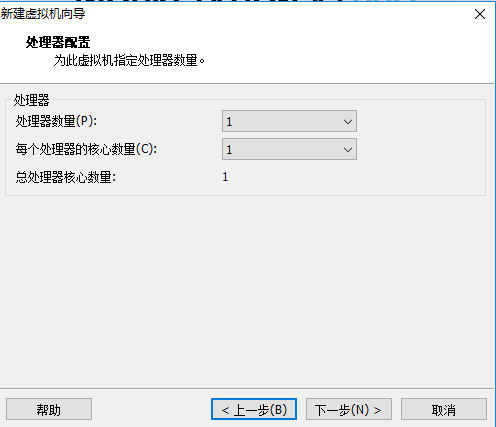 新建虚拟机向导
处理器配置
为此虚拟机指定处理器数量。
处理器
处理器数量(P): 1
每个处理器的核心数量(C): 1
总处理器核心数量: 1
帮助 < 上一步(B) 下一步(N) > 取消